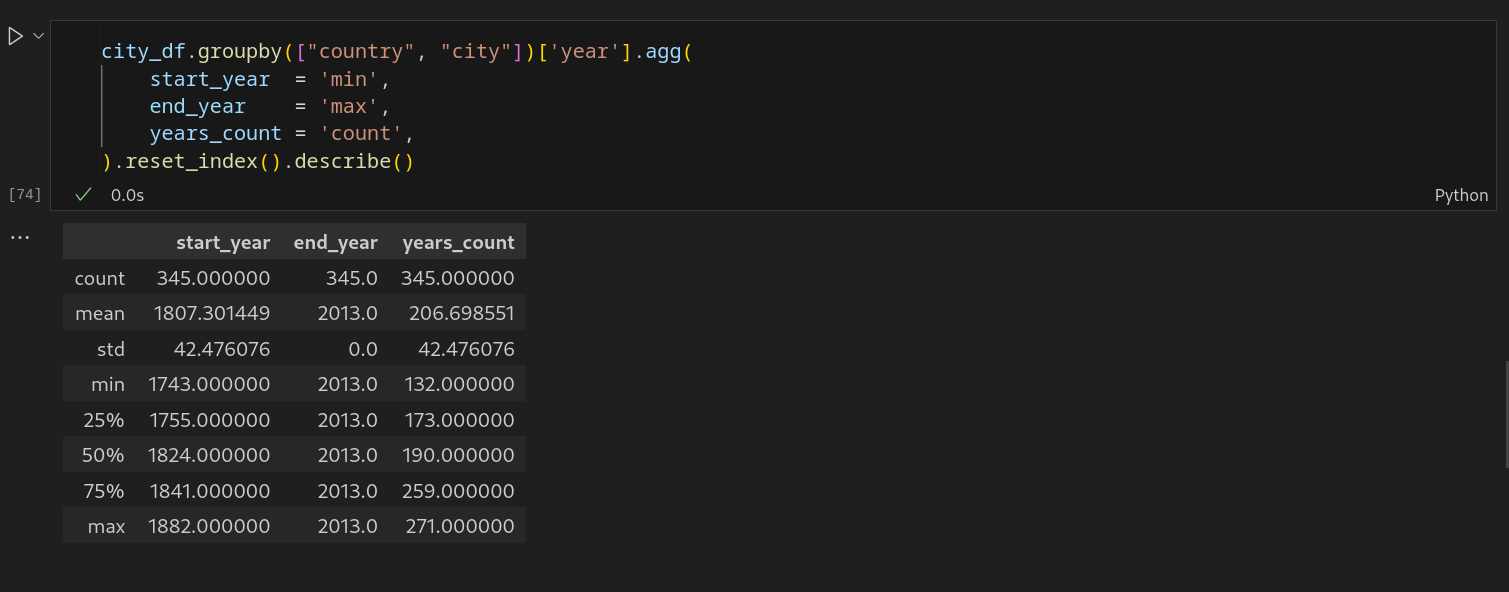 city_df.groupby(["country", "city"])['year'].agg(
    start_year  = 'min',
    end_year    = 'max',
    years_count = 'count',
).reset_index().describe()
[74] 0.0s Python
...
start_year end_year years_count
count 345.000000 345.0 345.000000
mean 1807.301449 2013.0 206.698551
std 42.476076 0.0 42.476076
min 1743.000000 2013.0 132.000000
25% 1755.000000 2013.0 173.000000
50% 1824.000000 2013.0 190.000000
75% 1841.000000 2013.0 259.000000
max 1882.000000 2013.0 271.000000